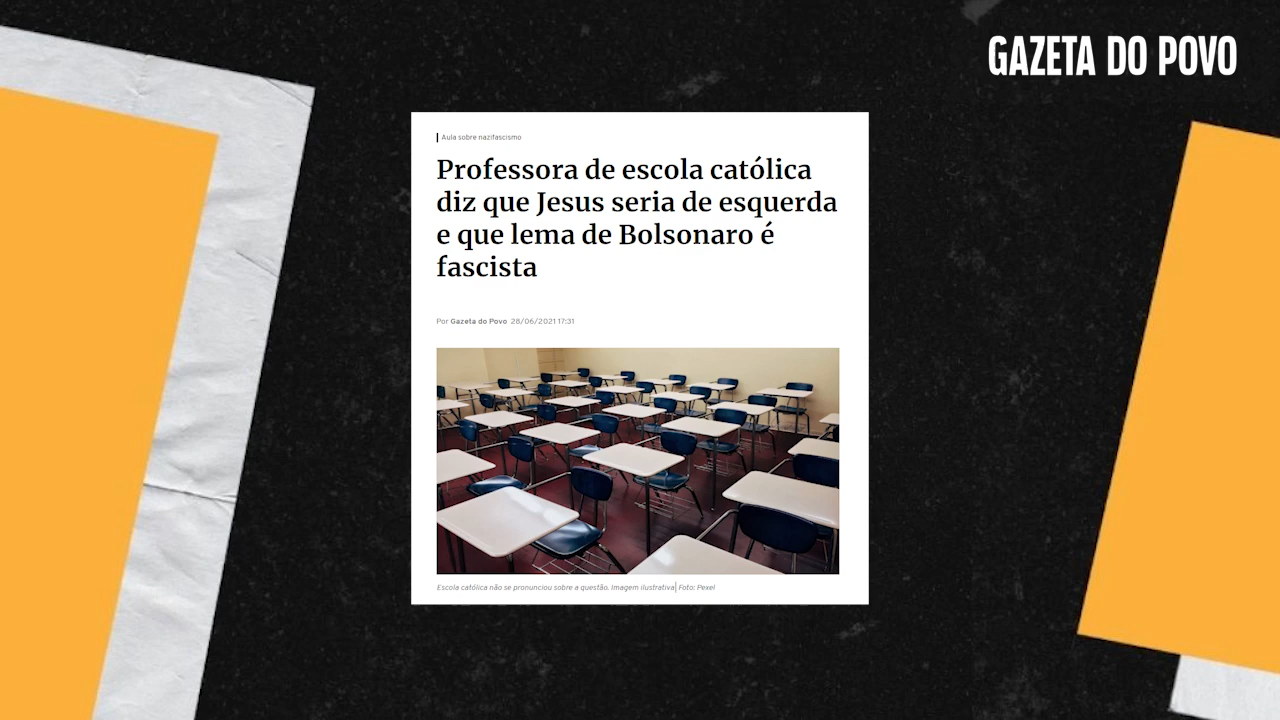 GAZETA DO POVO
Aula sobre nazifascismo
Professora de escola católica
diz que Jesus seria de esquerda
e que lema de Bolsonaro é
fascista
Por Gazeta do Povo 28/06/2021 17:31
Escola católica não se pronunciou sobre a questão. Imagem ilustrativa| Foto: Pexel